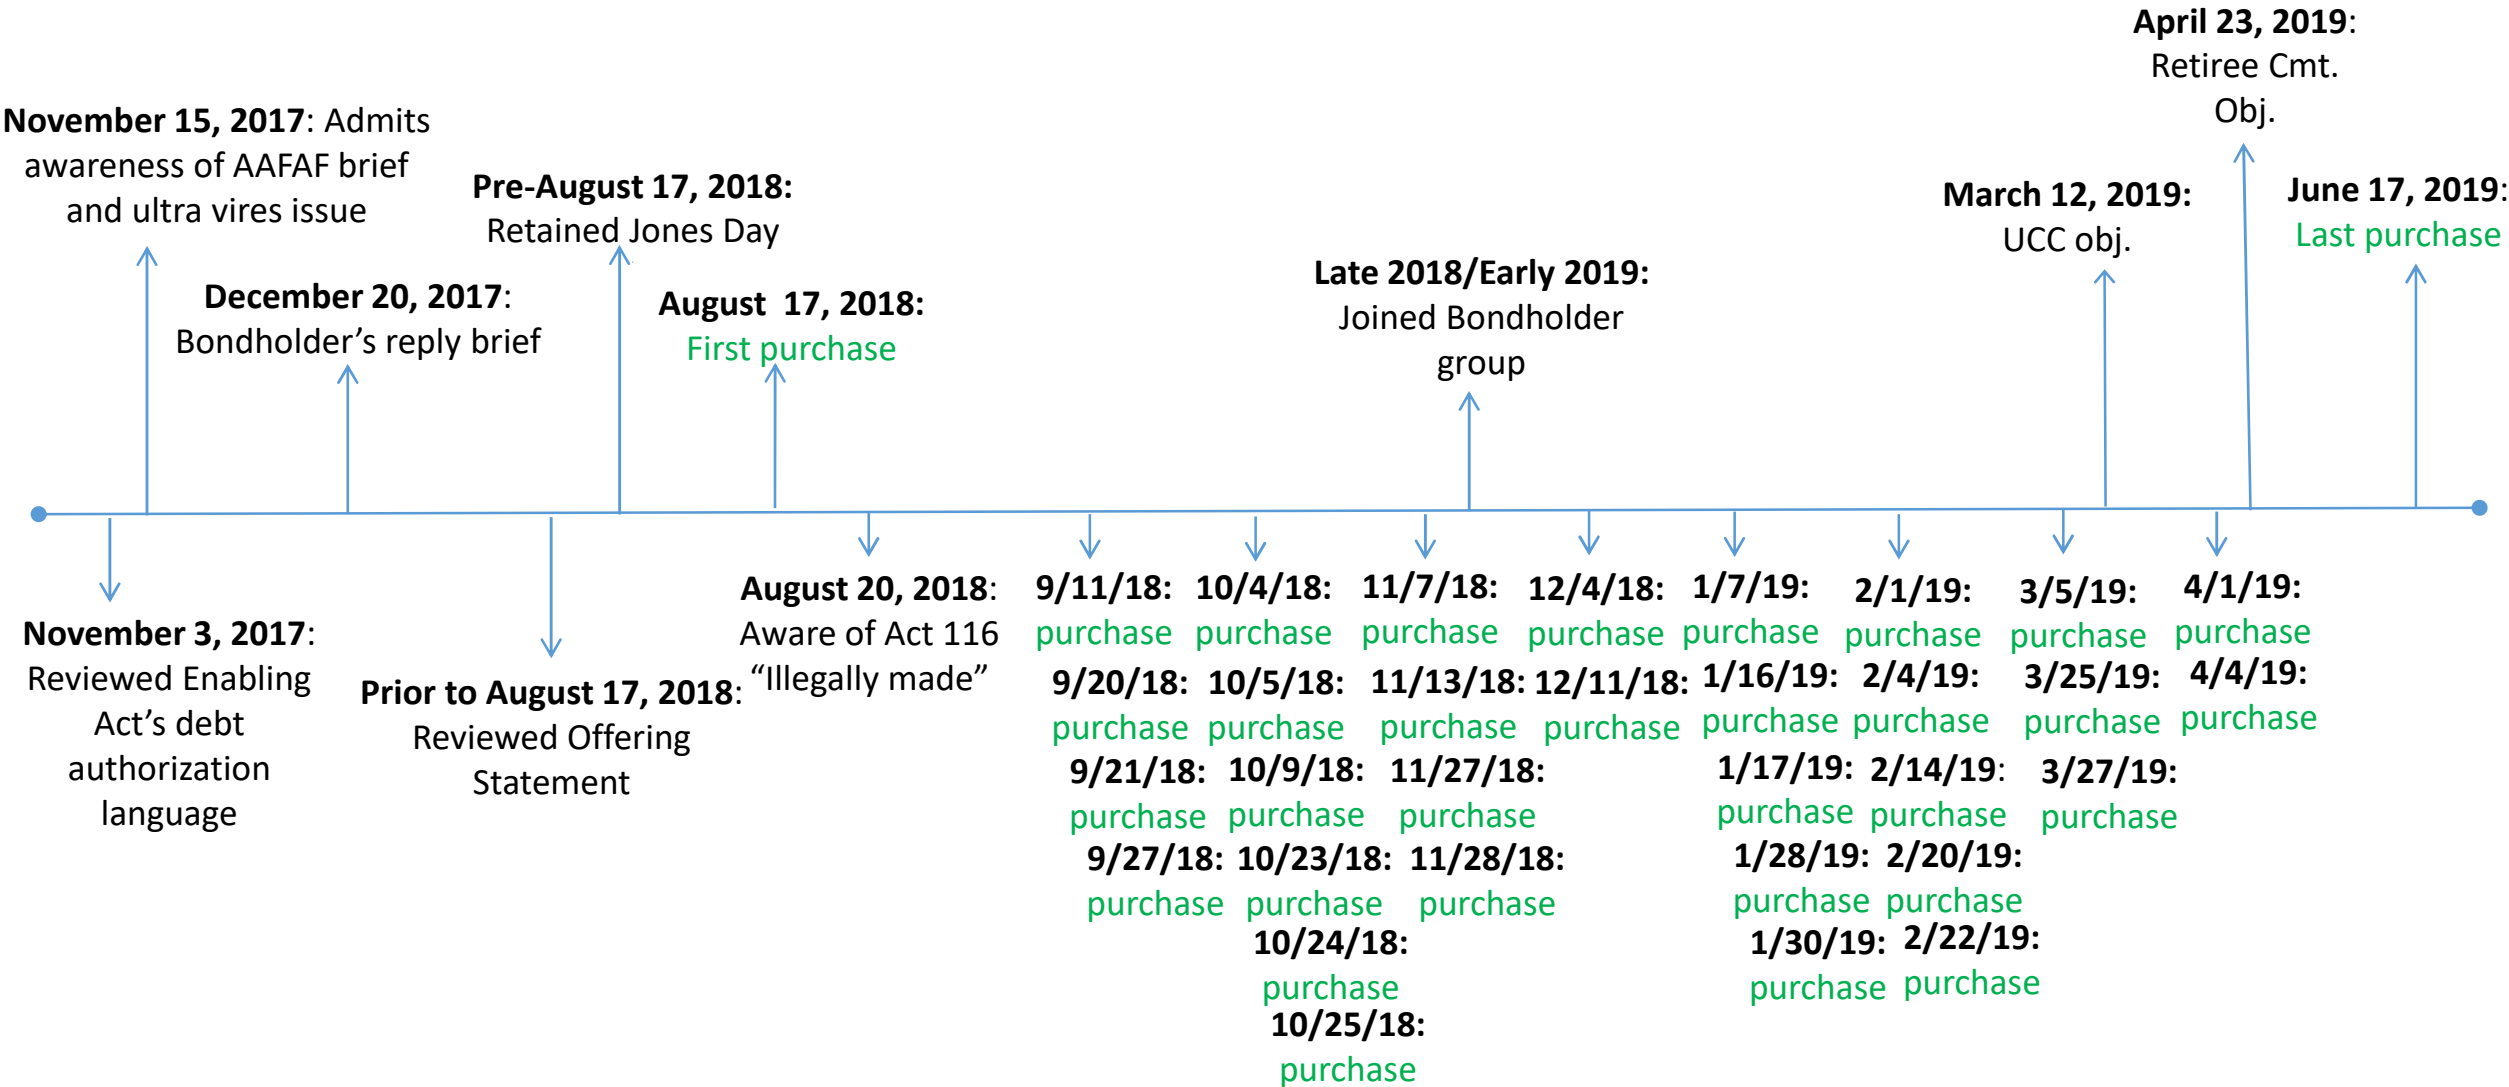 November 15, 2017: Admits
awareness of AAFAF brief
and ultra vires issue
December 20, 2017:
Bondholder’s reply brief
Pre-August 17, 2018:
Retained Jones Day
August  17, 2018:
First purchase
Late 2018/Early 2019:
Joined Bondholder
group
March 12, 2019:
UCC obj.
April 23, 2019:
Retiree Cmt.
Obj.
June 17, 2019:
Last purchase
November 3, 2017:
Reviewed Enabling
Act’s debt
authorization
language
Prior to August 17, 2018:
Reviewed Offering
Statement
August 20, 2018:
Aware of Act 116
“Illegally made”
9/11/18:
purchase
9/20/18:
purchase
9/21/18:
purchase
9/27/18:
purchase
10/4/18:
purchase
10/5/18:
purchase
10/9/18:
purchase
10/23/18:
purchase
10/24/18:
purchase
10/25/18:
purchase
11/7/18:
purchase
11/13/18:
purchase
11/27/18:
purchase
11/28/18:
purchase
12/4/18:
purchase
12/11/18:
purchase
1/7/19:
purchase
1/16/19:
purchase
1/17/19:
purchase
1/28/19:
purchase
1/30/19:
purchase
2/1/19:
purchase
2/4/19:
purchase
2/14/19:
purchase
2/20/19:
purchase
2/22/19:
purchase
3/5/19:
purchase
3/25/19:
purchase
3/27/19:
purchase
4/1/19:
purchase
4/4/19:
purchase